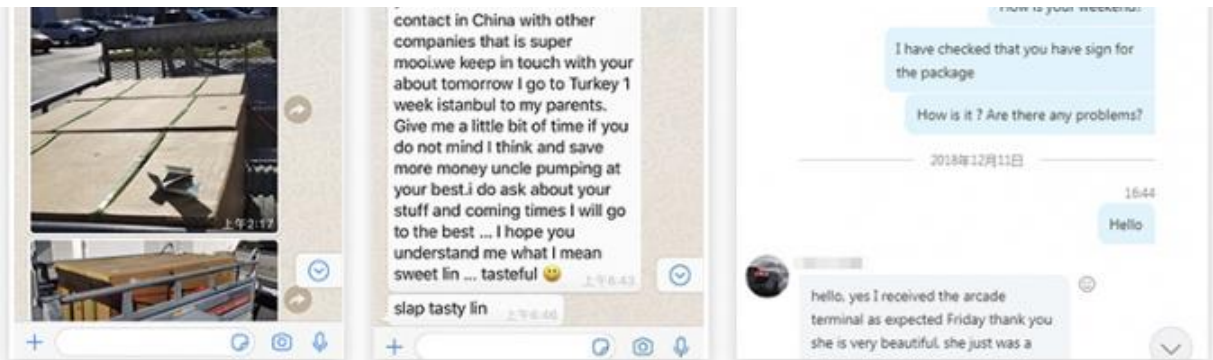 上午2:17
contact in China with other
companies that is super
mooi.we keep in touch with your
about tomorrow I go to Turkey 1
week istanbul to my parents.
Give me a little bit of time if you
do not mind I think and save
more money uncle pumping at
your best.i do ask about your
stuff and coming times I will go
to the best ... I hope you
understand me what I mean
sweet lin ... tasteful 😀
上午6:43
slap tasty lin
上午6:46
How is your weekend?
I have checked that you have sign for
the package
How is it ? Are there any problems?
2018年12月11日
16:44
Hello
hello, yes I received the arcade
terminal as expected Friday thank you
she is very beautiful, she just was a